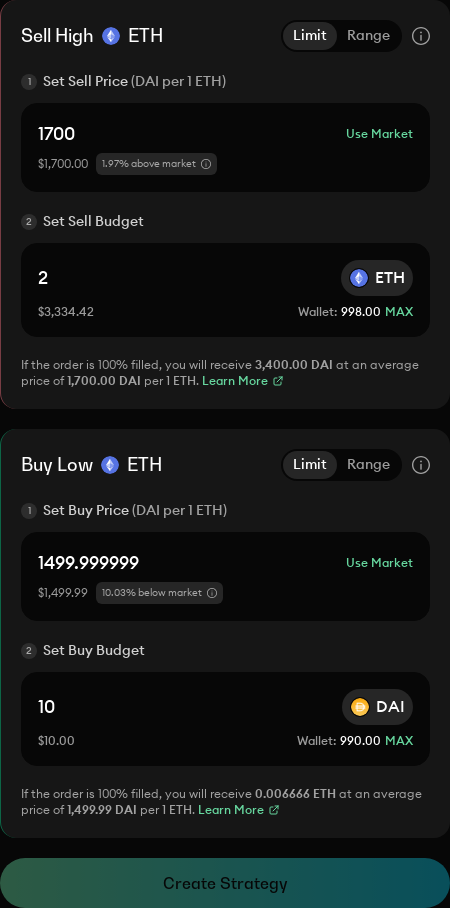 Sell High ETH Limit Range
1 Set Sell Price (DAI per 1 ETH)
1700 Use Market
$1,700.00 1.97% above market
2 Set Sell Budget
2 ETH
$3,334.42 Wallet: 998.00 MAX
If the order is 100% filled, you will receive 3,400.00 DAI at an average
price of 1,700.00 DAI per 1 ETH. Learn More
Buy Low ETH Limit Range
1 Set Buy Price (DAI per 1 ETH)
1499.999999 Use Market
$1,499.99 10.03% below market
2 Set Buy Budget
10 DAI
$10.00 Wallet: 990.00 MAX
If the order is 100% filled, you will receive 0.006666 ETH at an average
price of 1,499.99 DAI per 1 ETH. Learn More
Create Strategy